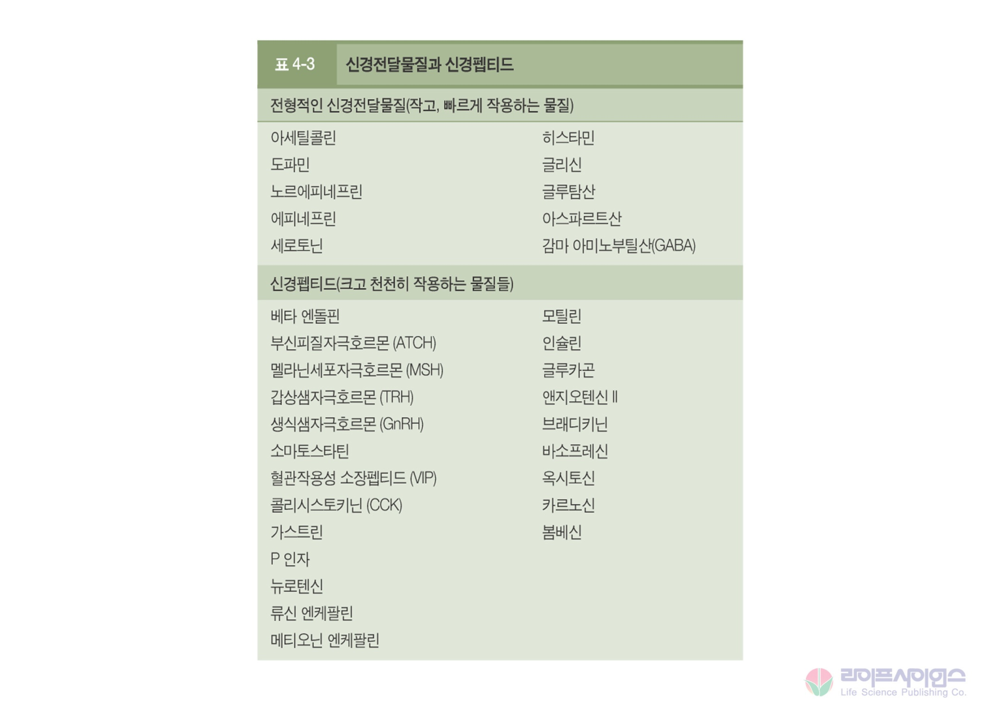 표 4-3 신경전달물질과 신경펩티드
전형적인 신경전달물질(작고, 빠르게 작용하는 물질)
아세틸콜린 히스타민
도파민 글리신
노르에피네프린 글루탐산
에피네프린 아스파르트산
세로토닌 감마 아미노부틸산(GABA)
신경펩티드(크고 천천히 작용하는 물질들)
베타 엔돌핀 모틸린
부신피질자극호르몬 (ATCH) 인슐린
멜라닌세포자극호르몬 (MSH) 글루카곤
갑상샘자극호르몬 (TRH) 앤지오텐신 II
생식샘자극호르몬 (GnRH) 브래디키닌
소마토스타틴 바소프레신
혈관작용성 소장펩티드 (VIP) 옥시토신
콜리시스토키닌 (CCK) 카르노신
가스트린 봄베신
P 인자
뉴로텐신
류신 엔케팔린
메티오닌 엔케팔린
라이프사이언스
Life Science Publishing Co.